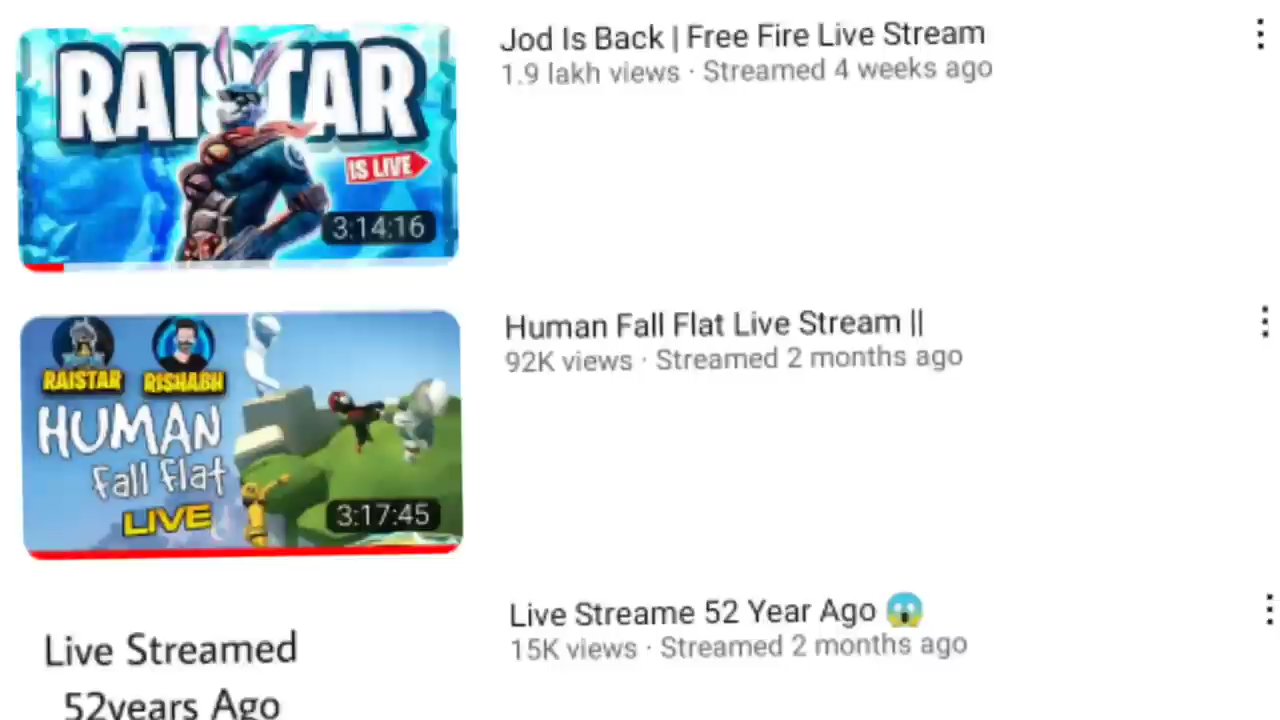 RAISTAR
IS LIVE
3:14:16
Jod Is Back | Free Fire Live Stream
1.9 lakh views · Streamed 4 weeks ago
RAISTAR RISHABH
HUMAN
fall flat
LIVE
3:17:45
Human Fall Flat Live Stream ||
92K views · Streamed 2 months ago
Live Streamed
52years Ago
Live Streame 52 Year Ago 😱
15K views · Streamed 2 months ago